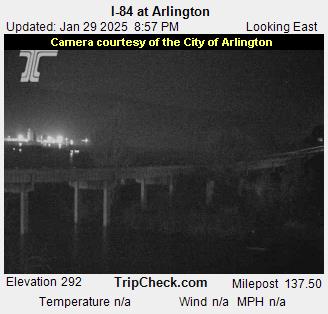 I-84 at Arlington
Updated: Jan 29 2025 8:57 PM Looking East
Camera courtesy of the City of Arlington
Elevation 292 TripCheck.com Milepost 137.50
Temperature n/a Wind n/a MPH n/a